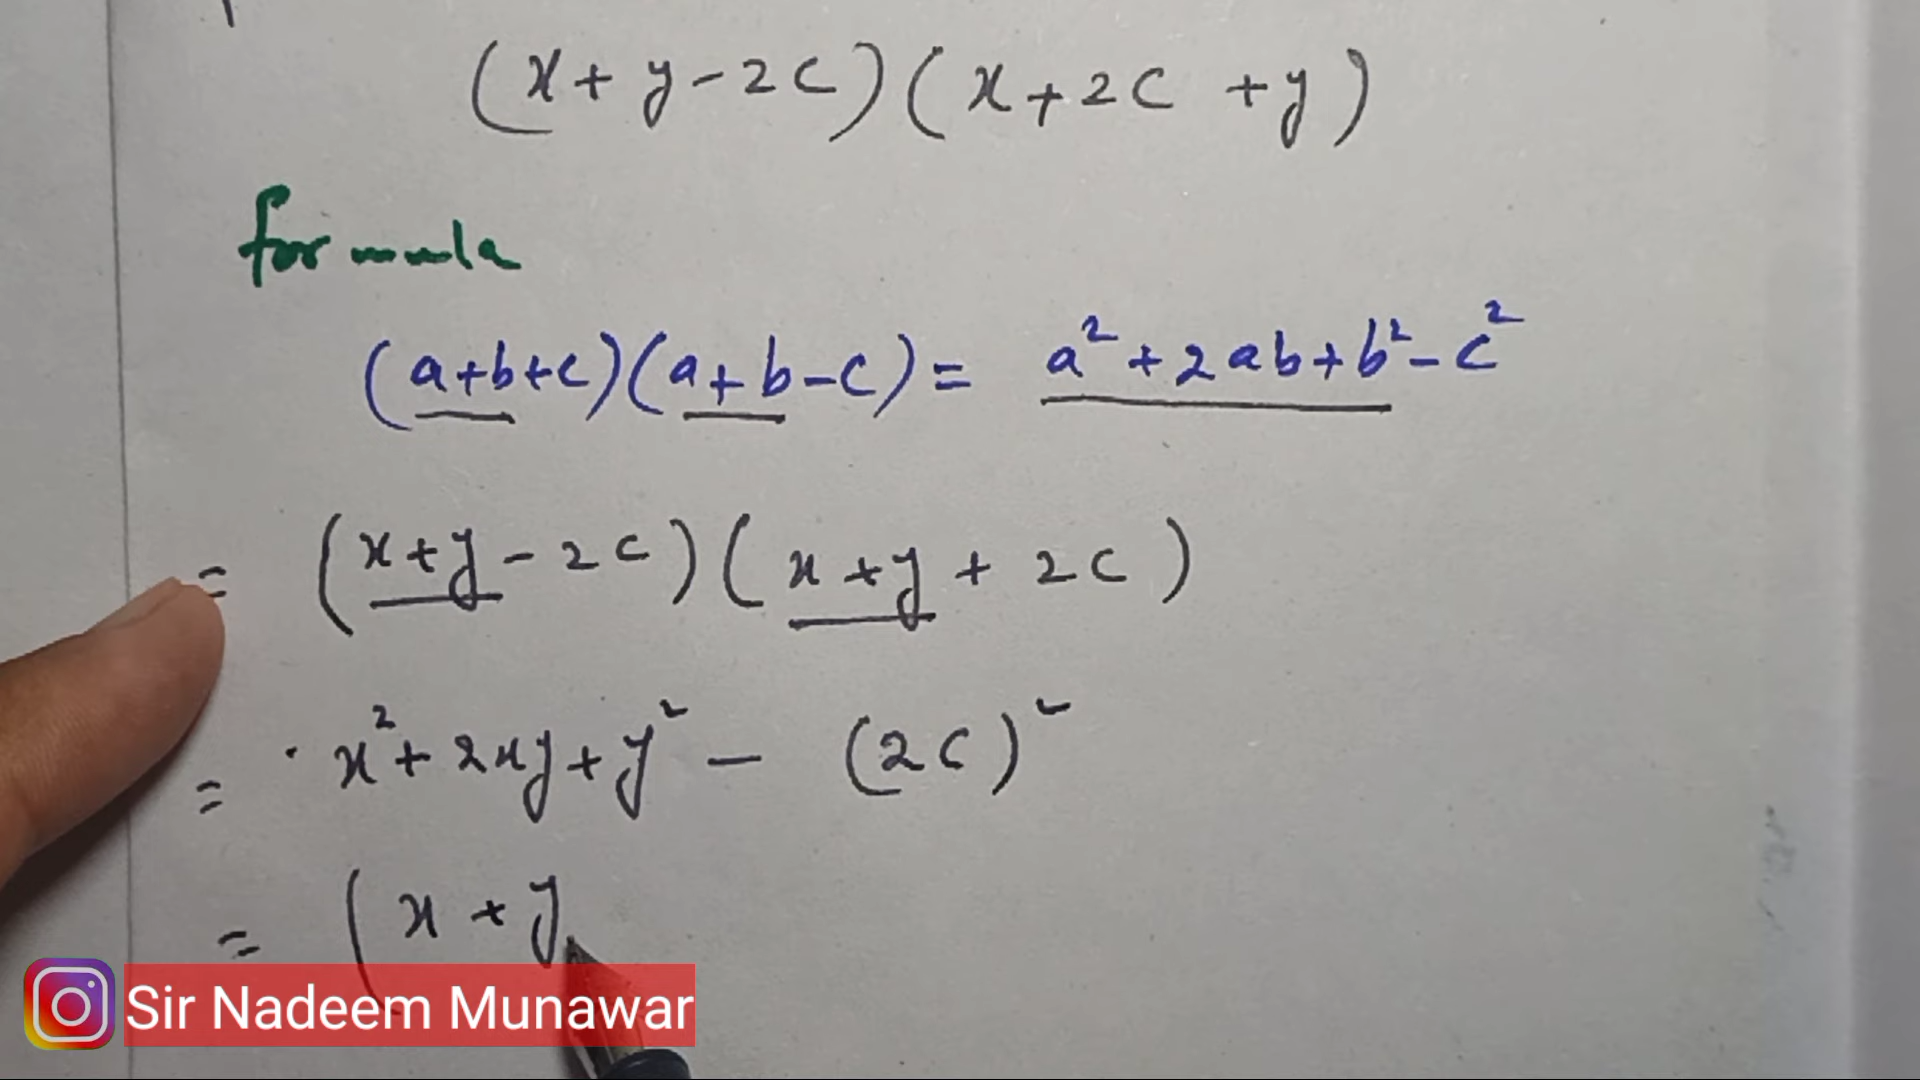 (x+y-2c)(x+2c+y)
formula
(a+b+c)(a+b-c)= a²+2ab+b²-c²
= (x+y-2c)(x+y+2c)
= x²+2xy+y²-(2c)²
= (x+y
Sir Nadeem Munawar